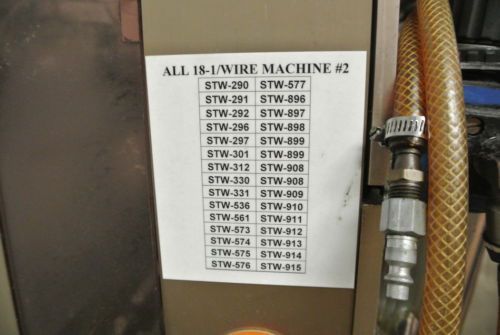 ALL 18-1/WIRE MACHINE #2
STW-290 STW-577
STW-291 STW-896
STW-292 STW-897
STW-296 STW-898
STW-297 STW-899
STW-301 STW-899
STW-312 STW-908
STW-330 STW-908
STW-331 STW-909
STW-536 STW-910
STW-561 STW-911
STW-573 STW-912
STW-574 STW-913
STW-575 STW-914
STW-576 STW-915